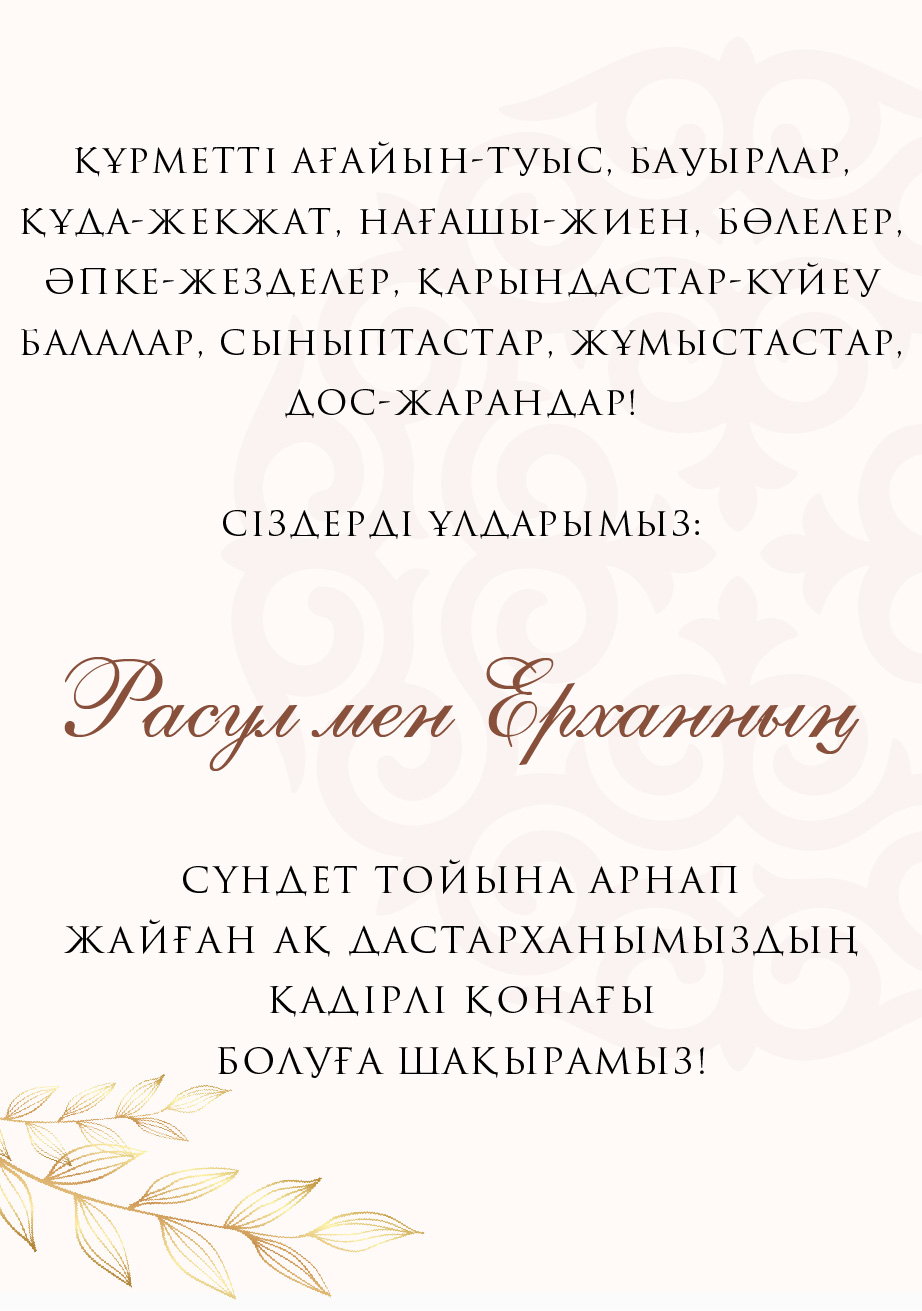 ҚҰРМЕТТІ АҒАЙЫН-ТУЫС, БАУЫРЛАР,
ҚҰДА-ЖЕКЖАТ, НАҒАШЫ-ЖИЕН, БӨЛЕЛЕР,
ӘПКЕ-ЖЕЗДЕЛЕР, ҚАРЫНДАСТАР-КҮЙЕУ
БАЛАЛАР, СЫНЫПТАСТАР, ЖҰМЫСТАСТАР,
ДОС-ЖАРАНДАР!
СІЗДЕРДІ ҰЛДАРЫМЫЗ:
Расул мен Ерханның
СҮНДЕТ ТОЙЫНА АРНАП
ЖАЙҒАН АҚ ДАСТАРХАНЫМЫЗДЫҢ
ҚАДІРЛІ ҚОНАҒЫ
БОЛУҒА ШАҚЫРАМЫЗ!